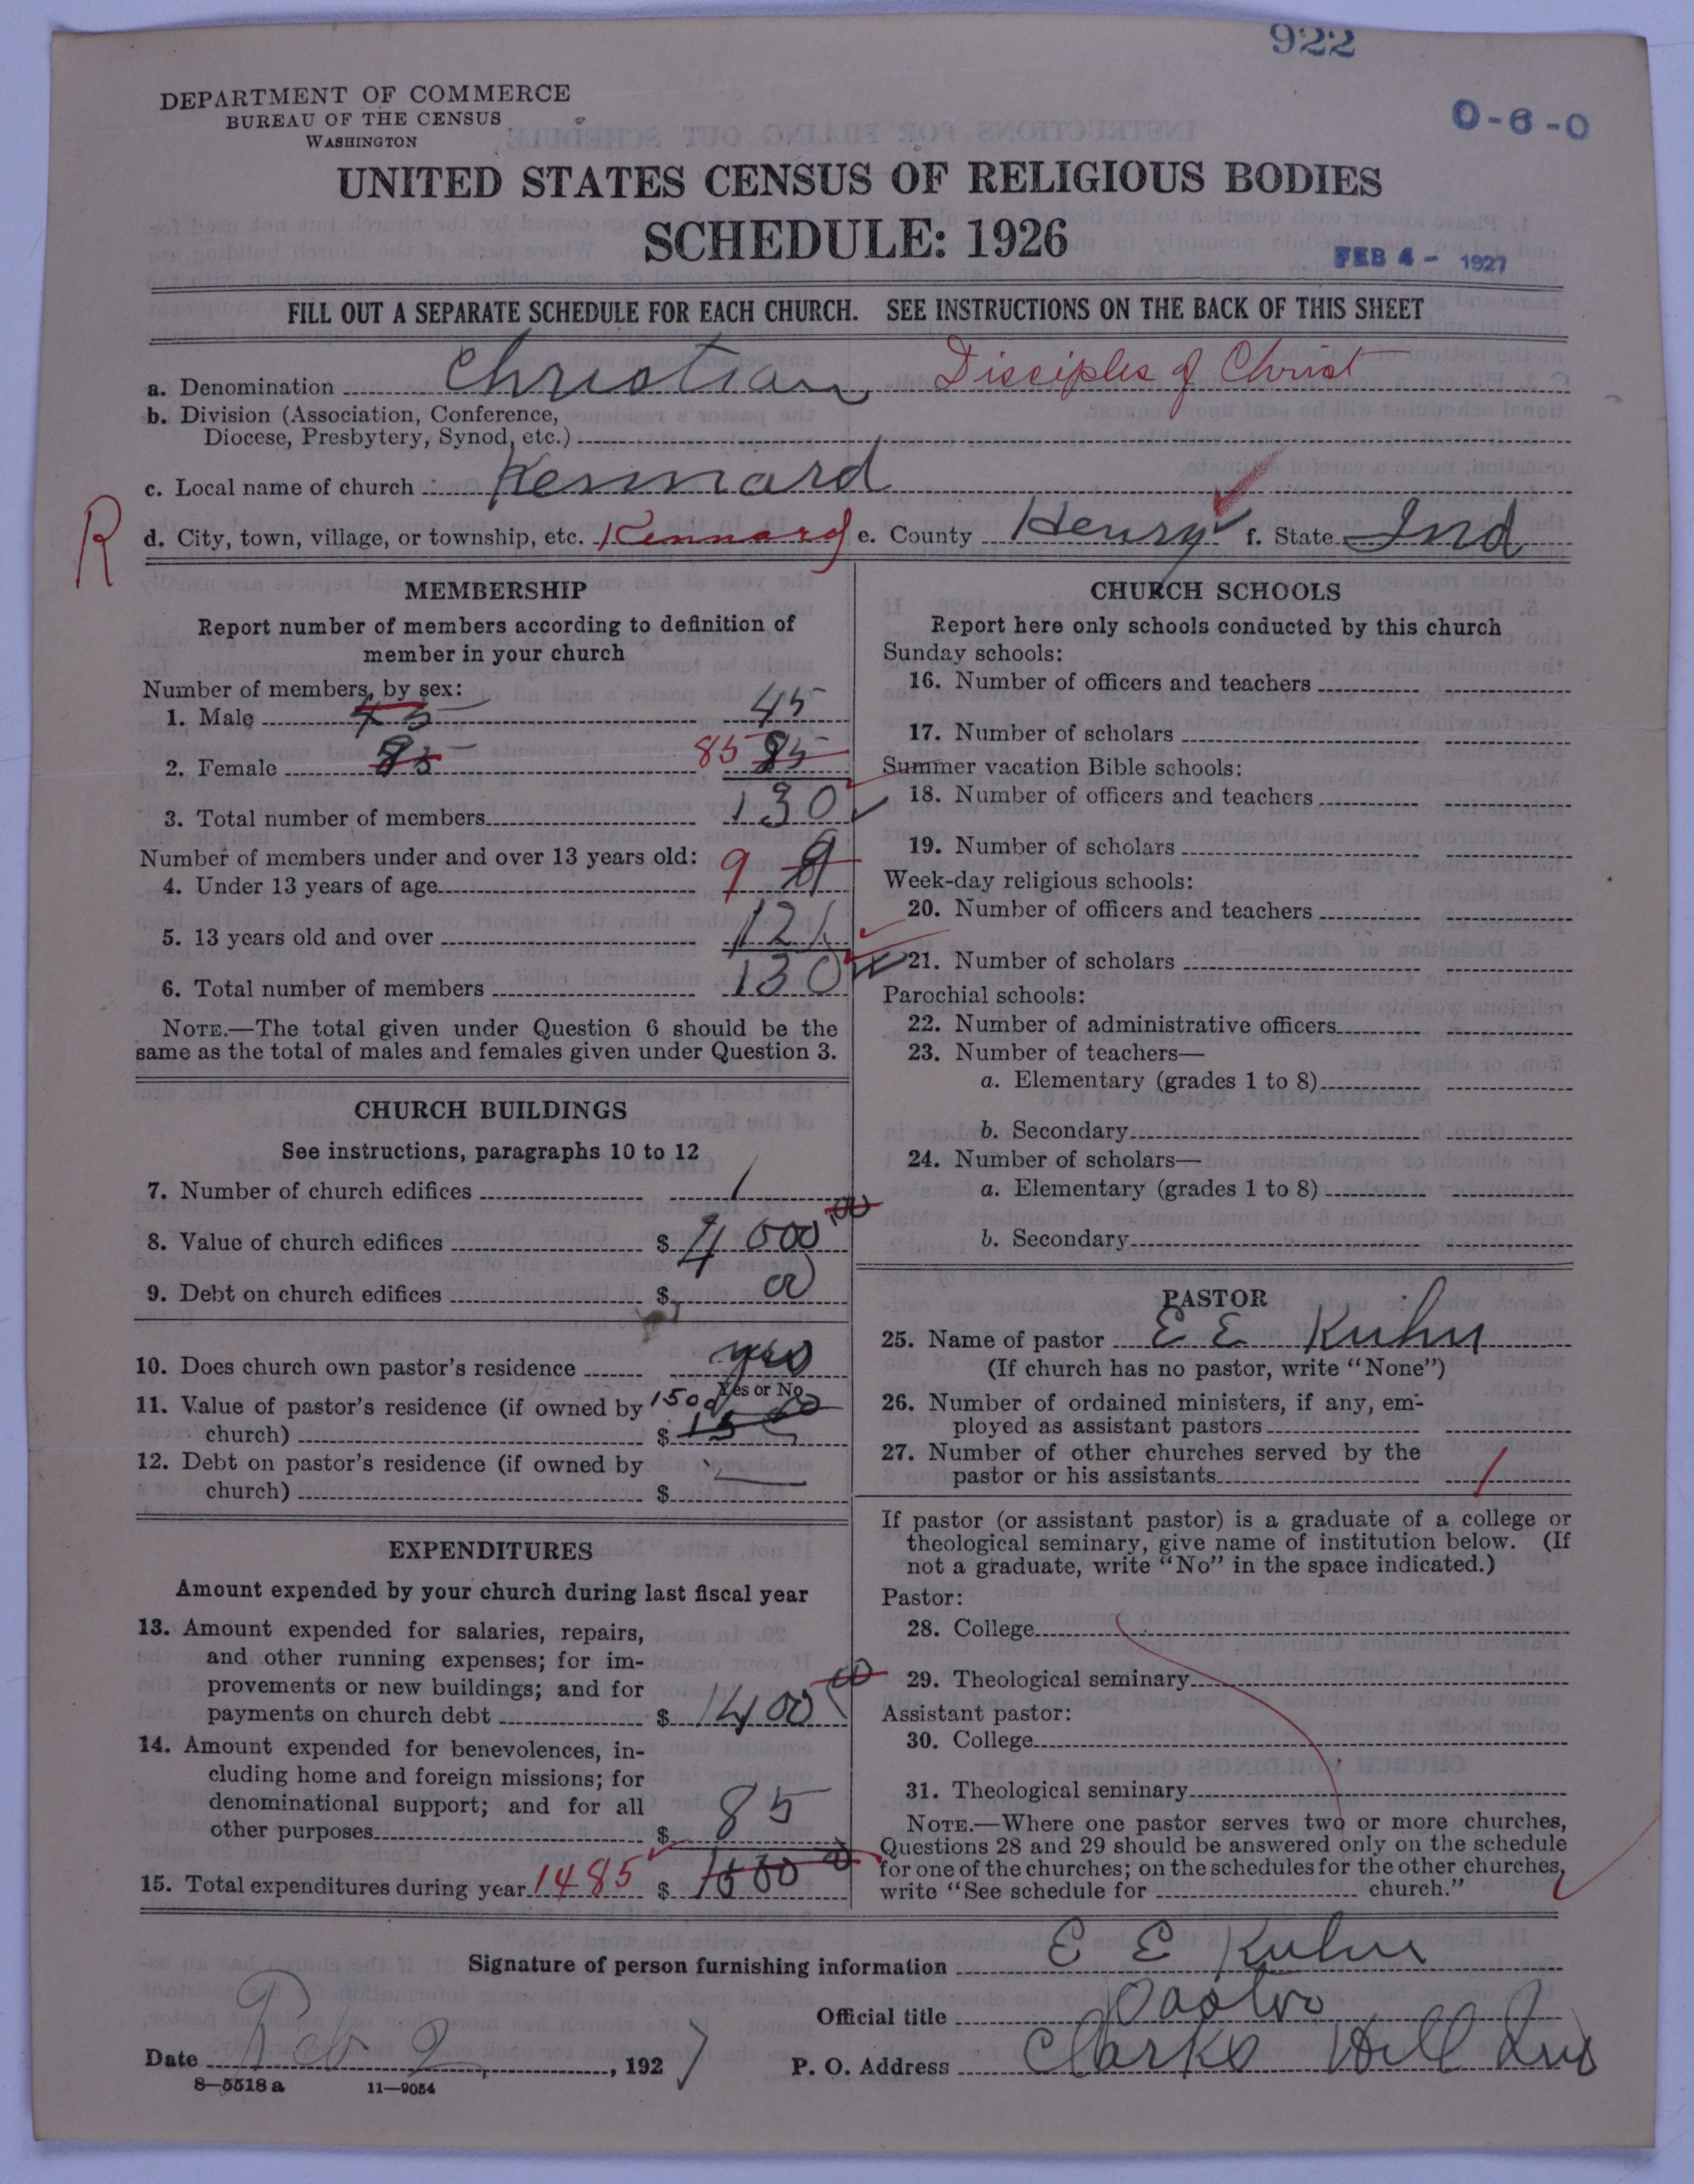 922
DEPARTMENT OF COMMERCE
BUREAU OF THE CENSUS
WASHINGTON
0-6-0
UNITED STATES CENSUS OF RELIGIOUS BODIES
SCHEDULE: 1926
FEB 4 - 1927
FILL OUT A SEPARATE SCHEDULE FOR EACH CHURCH. SEE INSTRUCTIONS ON THE BACK OF THIS SHEET
a. Denomination Christian Disciples of Christ
b. Division (Association, Conference,
Diocese, Presbytery, Synod, etc.)
c. Local name of church Kennard
R
d. City, town, village, or township, etc. Kennard e. County Henry f. State Ind
MEMBERSHIP
Report number of members according to definition of
member in your church
Number of members, by sex:
1. Male 45 45
2. Female 85 85 85
3. Total number of members 130
Number of members under and over 13 years old:
4. Under 13 years of age 9 9
5. 13 years old and over 121
6. Total number of members 130
NOTE.—The total given under Question 6 should be the
same as the total of males and females given under Question 3.
CHURCH BUILDINGS
See instructions, paragraphs 10 to 12
7. Number of church edifices 1
8. Value of church edifices $ 4000 00
9. Debt on church edifices $
10. Does church own pastor's residence yes
Yes or No
11. Value of pastor's residence (if owned by 1500
church) $
12. Debt on pastor's residence (if owned by
church) $
EXPENDITURES
Amount expended by your church during last fiscal year
13. Amount expended for salaries, repairs,
and other running expenses; for im-
provements or new buildings; and for
payments on church debt $ 1400 00
14. Amount expended for benevolences, in-
cluding home and foreign missions; for
denominational support; and for all
other purposes $ 85
15. Total expenditures during year 1485 $
CHURCH SCHOOLS
Report here only schools conducted by this church
Sunday schools:
16. Number of officers and teachers
17. Number of scholars
Summer vacation Bible schools:
18. Number of officers and teachers
19. Number of scholars
Week-day religious schools:
20. Number of officers and teachers
21. Number of scholars
Parochial schools:
22. Number of administrative officers
23. Number of teachers—
a. Elementary (grades 1 to 8)
b. Secondary
24. Number of scholars—
a. Elementary (grades 1 to 8)
b. Secondary
PASTOR
25. Name of pastor E E Kuhn
(If church has no pastor, write "None")
26. Number of ordained ministers, if any, em-
ployed as assistant pastors
27. Number of other churches served by the
pastor or his assistants 1
If pastor (or assistant pastor) is a graduate of a college or
theological seminary, give name of institution below. (If
not a graduate, write "No" in the space indicated.)
Pastor:
28. College
29. Theological seminary
Assistant pastor:
30. College
31. Theological seminary
NOTE.—Where one pastor serves two or more churches,
Questions 28 and 29 should be answered only on the schedule
for one of the churches; on the schedules for the other churches,
write "See schedule for church."
Signature of person furnishing information E E Kuhn
Official title Pastor
Date Feb 2, 1927 P. O. Address Clarks Hill Ind
8—5518 a 11—9054